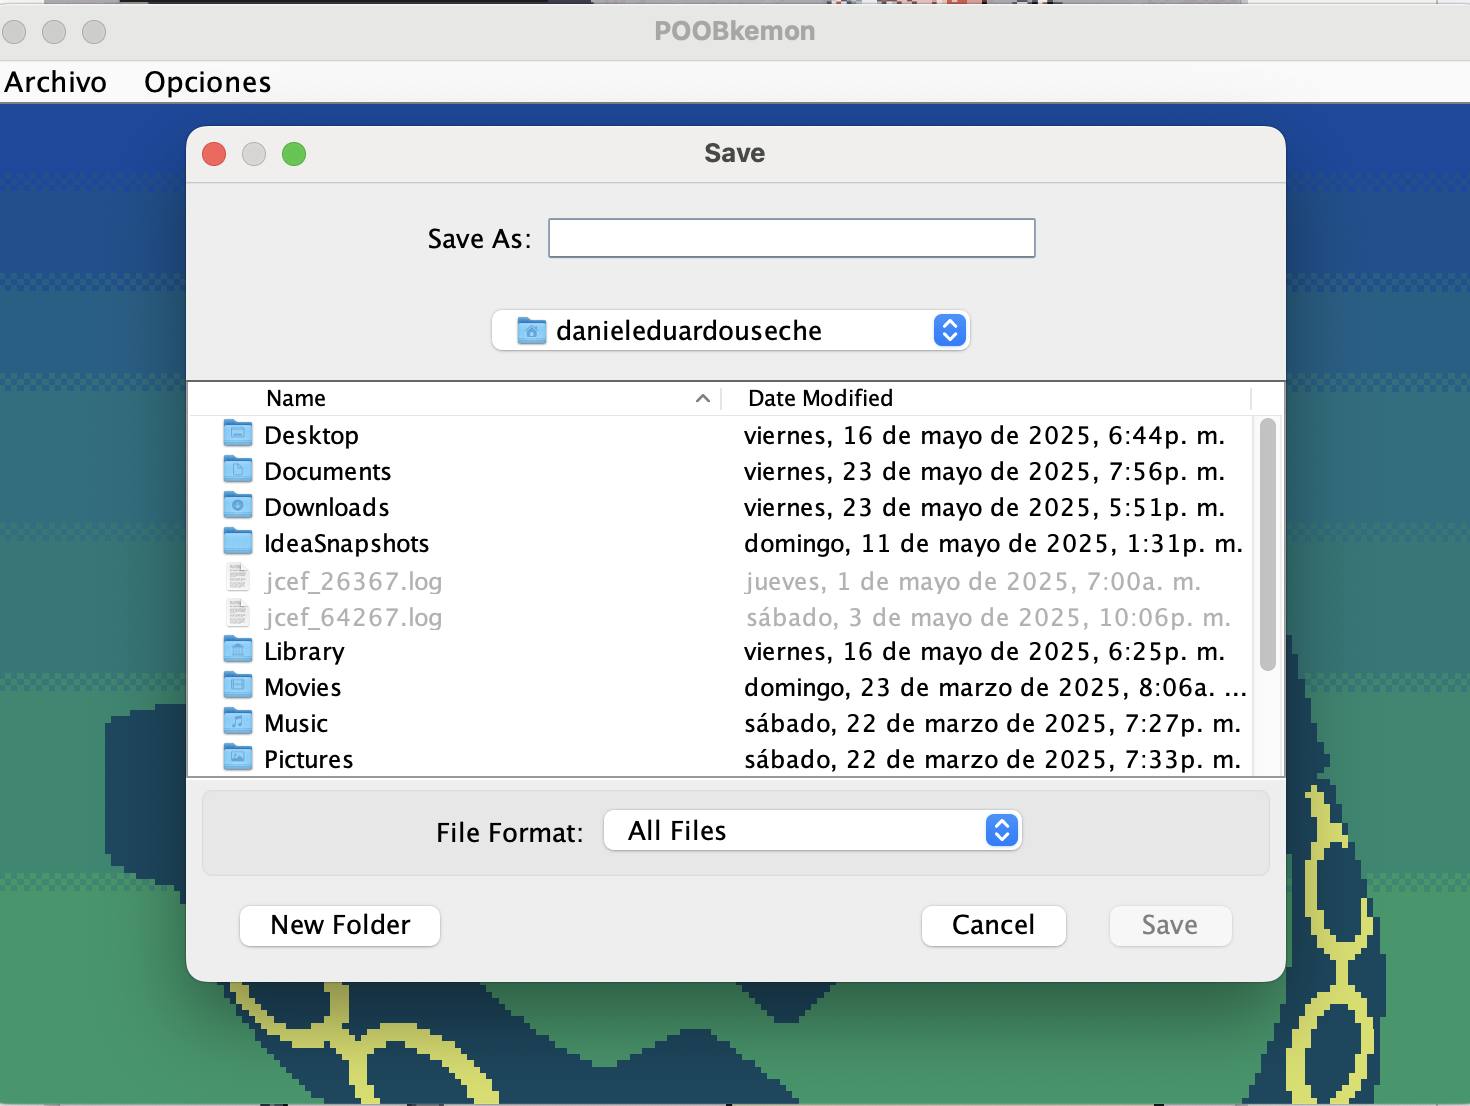 POOBkemon
Archivo Opciones
Save
Save As:
danieleduardouseche
Name Date Modified
Desktop viernes, 16 de mayo de 2025, 6:44p. m.
Documents viernes, 23 de mayo de 2025, 7:56p. m.
Downloads viernes, 23 de mayo de 2025, 5:51p. m.
IdeaSnapshots domingo, 11 de mayo de 2025, 1:31p. m.
jcef_26367.log jueves, 1 de mayo de 2025, 7:00a. m.
jcef_64267.log sábado, 3 de mayo de 2025, 10:06p. m.
Library viernes, 16 de mayo de 2025, 6:25p. m.
Movies domingo, 23 de marzo de 2025, 8:06a. ...
Music sábado, 22 de marzo de 2025, 7:27p. m.
Pictures sábado, 22 de marzo de 2025, 7:33p. m.
File Format: All Files
New Folder Cancel Save